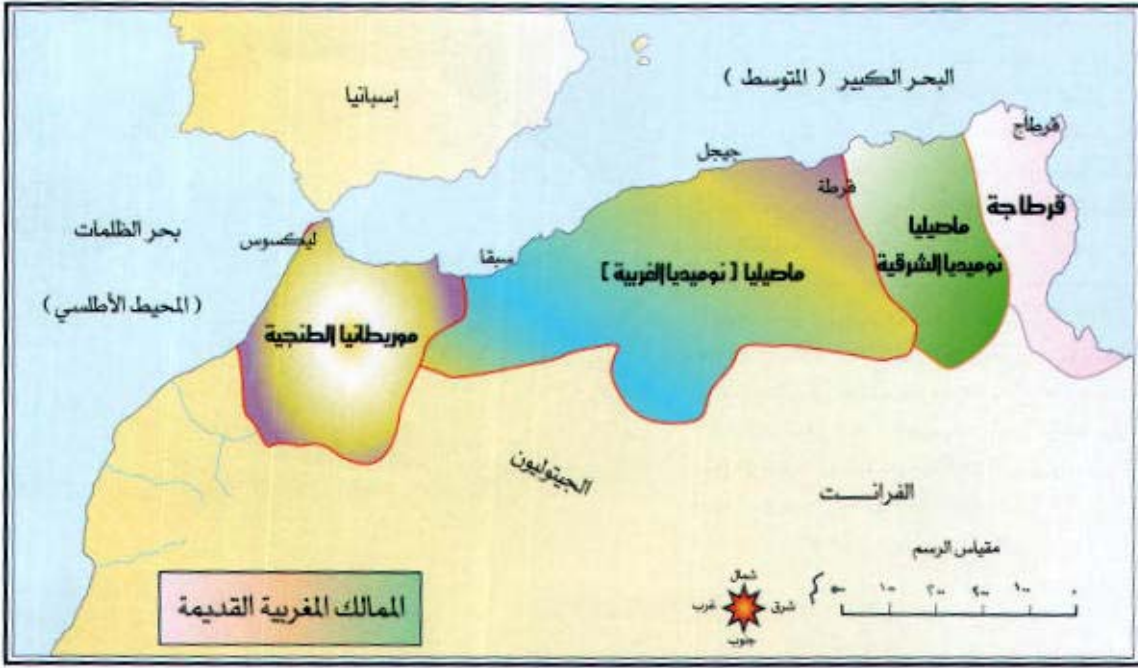 البحر الكبير ( المتوسط )
إسبانيا
قرطاج
جيجل
قرطة
قرطاجة
ماصيليا
نوميديا الشرقية
بحر الظلمات
ليكسوس
سيقا
ماصيليا [ نوميديا الغربية ]
(المحيط الأطلسي)
موريطانيا الطنجية
الجيتوليون
الفرانــــت
مقياس الرسم
الممالك المغربية القديمة
شمال
غرب
شرق
جنوب